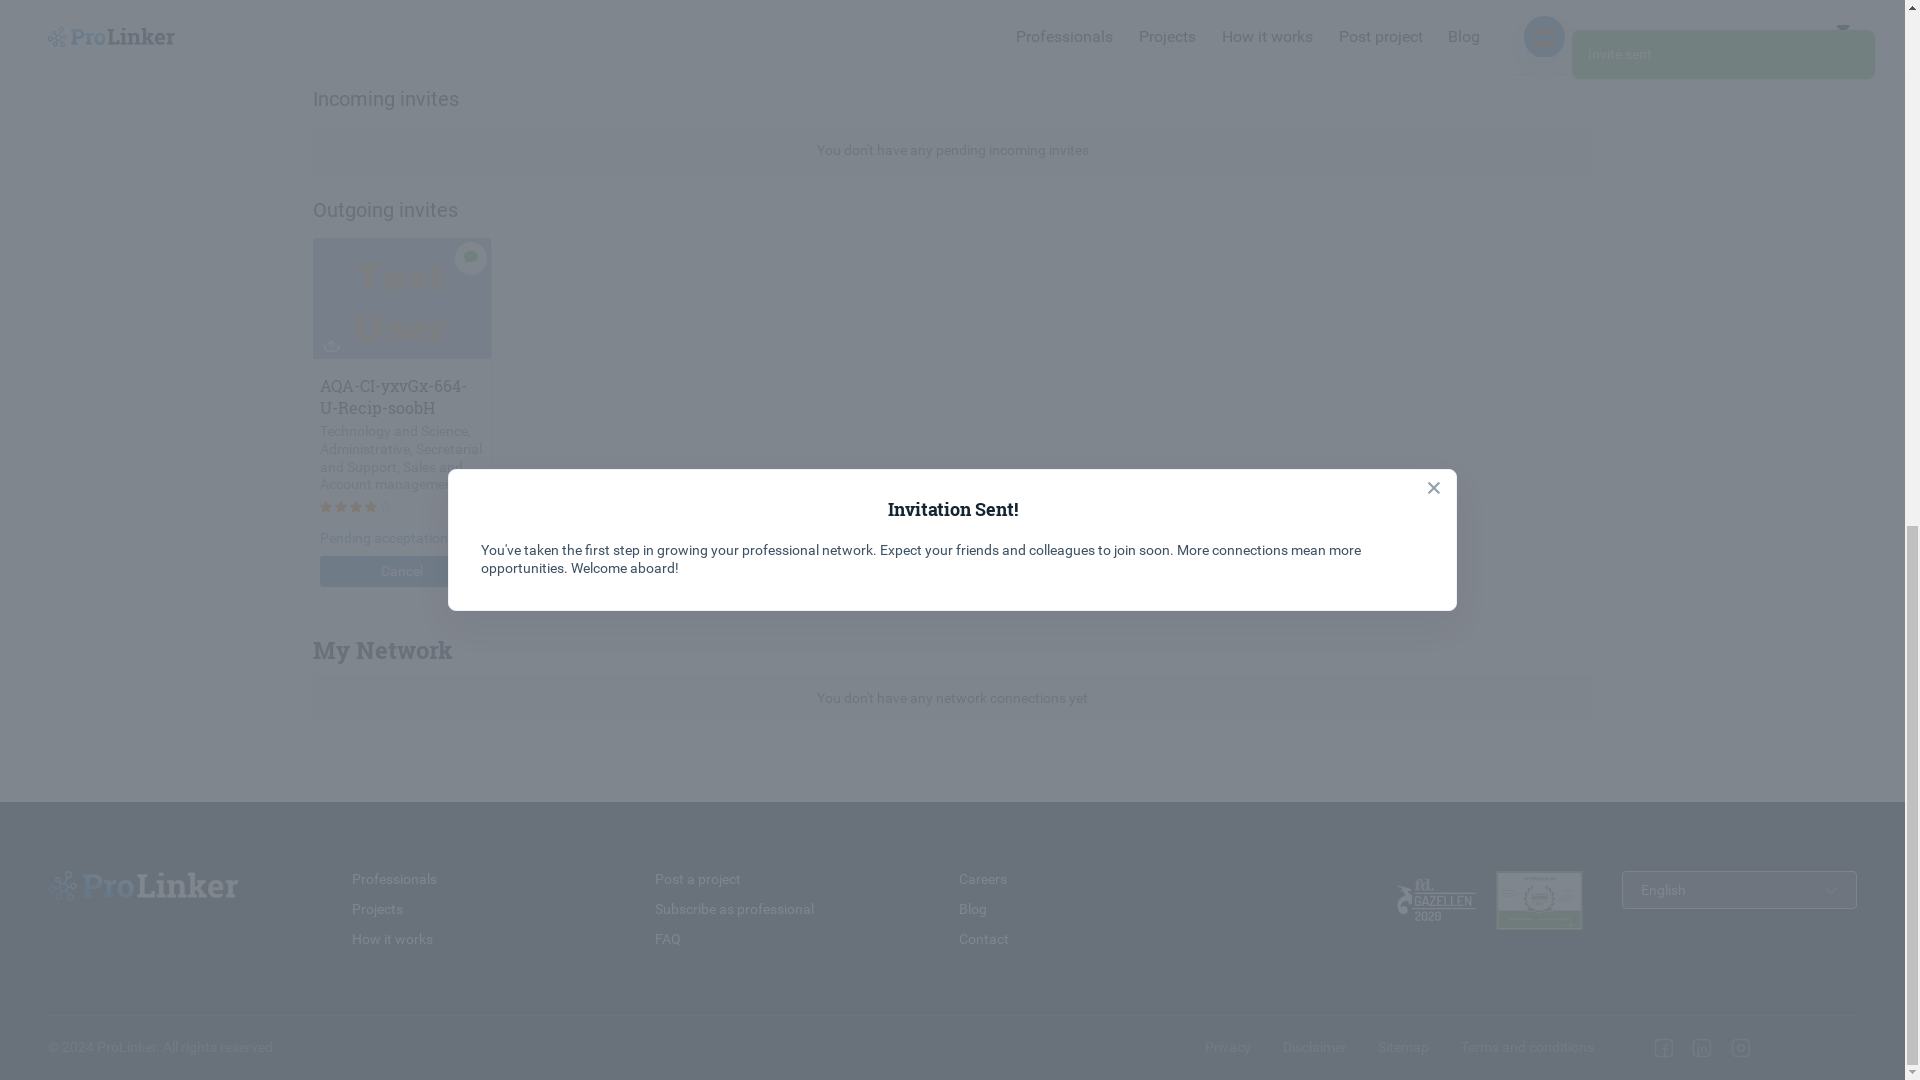 ProLinker
Professionals
Projects
How it works
Post project
Blog
Invite sent
Incoming invites
You don't have any pending incoming invites
Outgoing invites
Test
User
AQA-CI-yxvGx-664-
U-Recip-soobH
Technology and Science,
Administrative, Secretarial
and Support, Sales and
Account management
Pending acceptation
Cancel
Invitation Sent!
You've taken the first step in growing your professional network. Expect your friends and colleagues to join soon. More connections mean more
opportunities. Welcome aboard!
My Network
You don't have any network connections yet
ProLinker
Professionals
Projects
How it works
Post a project
Subscribe as professional
FAQ
Careers
Blog
Contact
fd.
GAZELLEN
2020
English
© 2024 ProLinker. All rights reserved
Privacy
Disclaimer
Sitemap
Terms and conditions